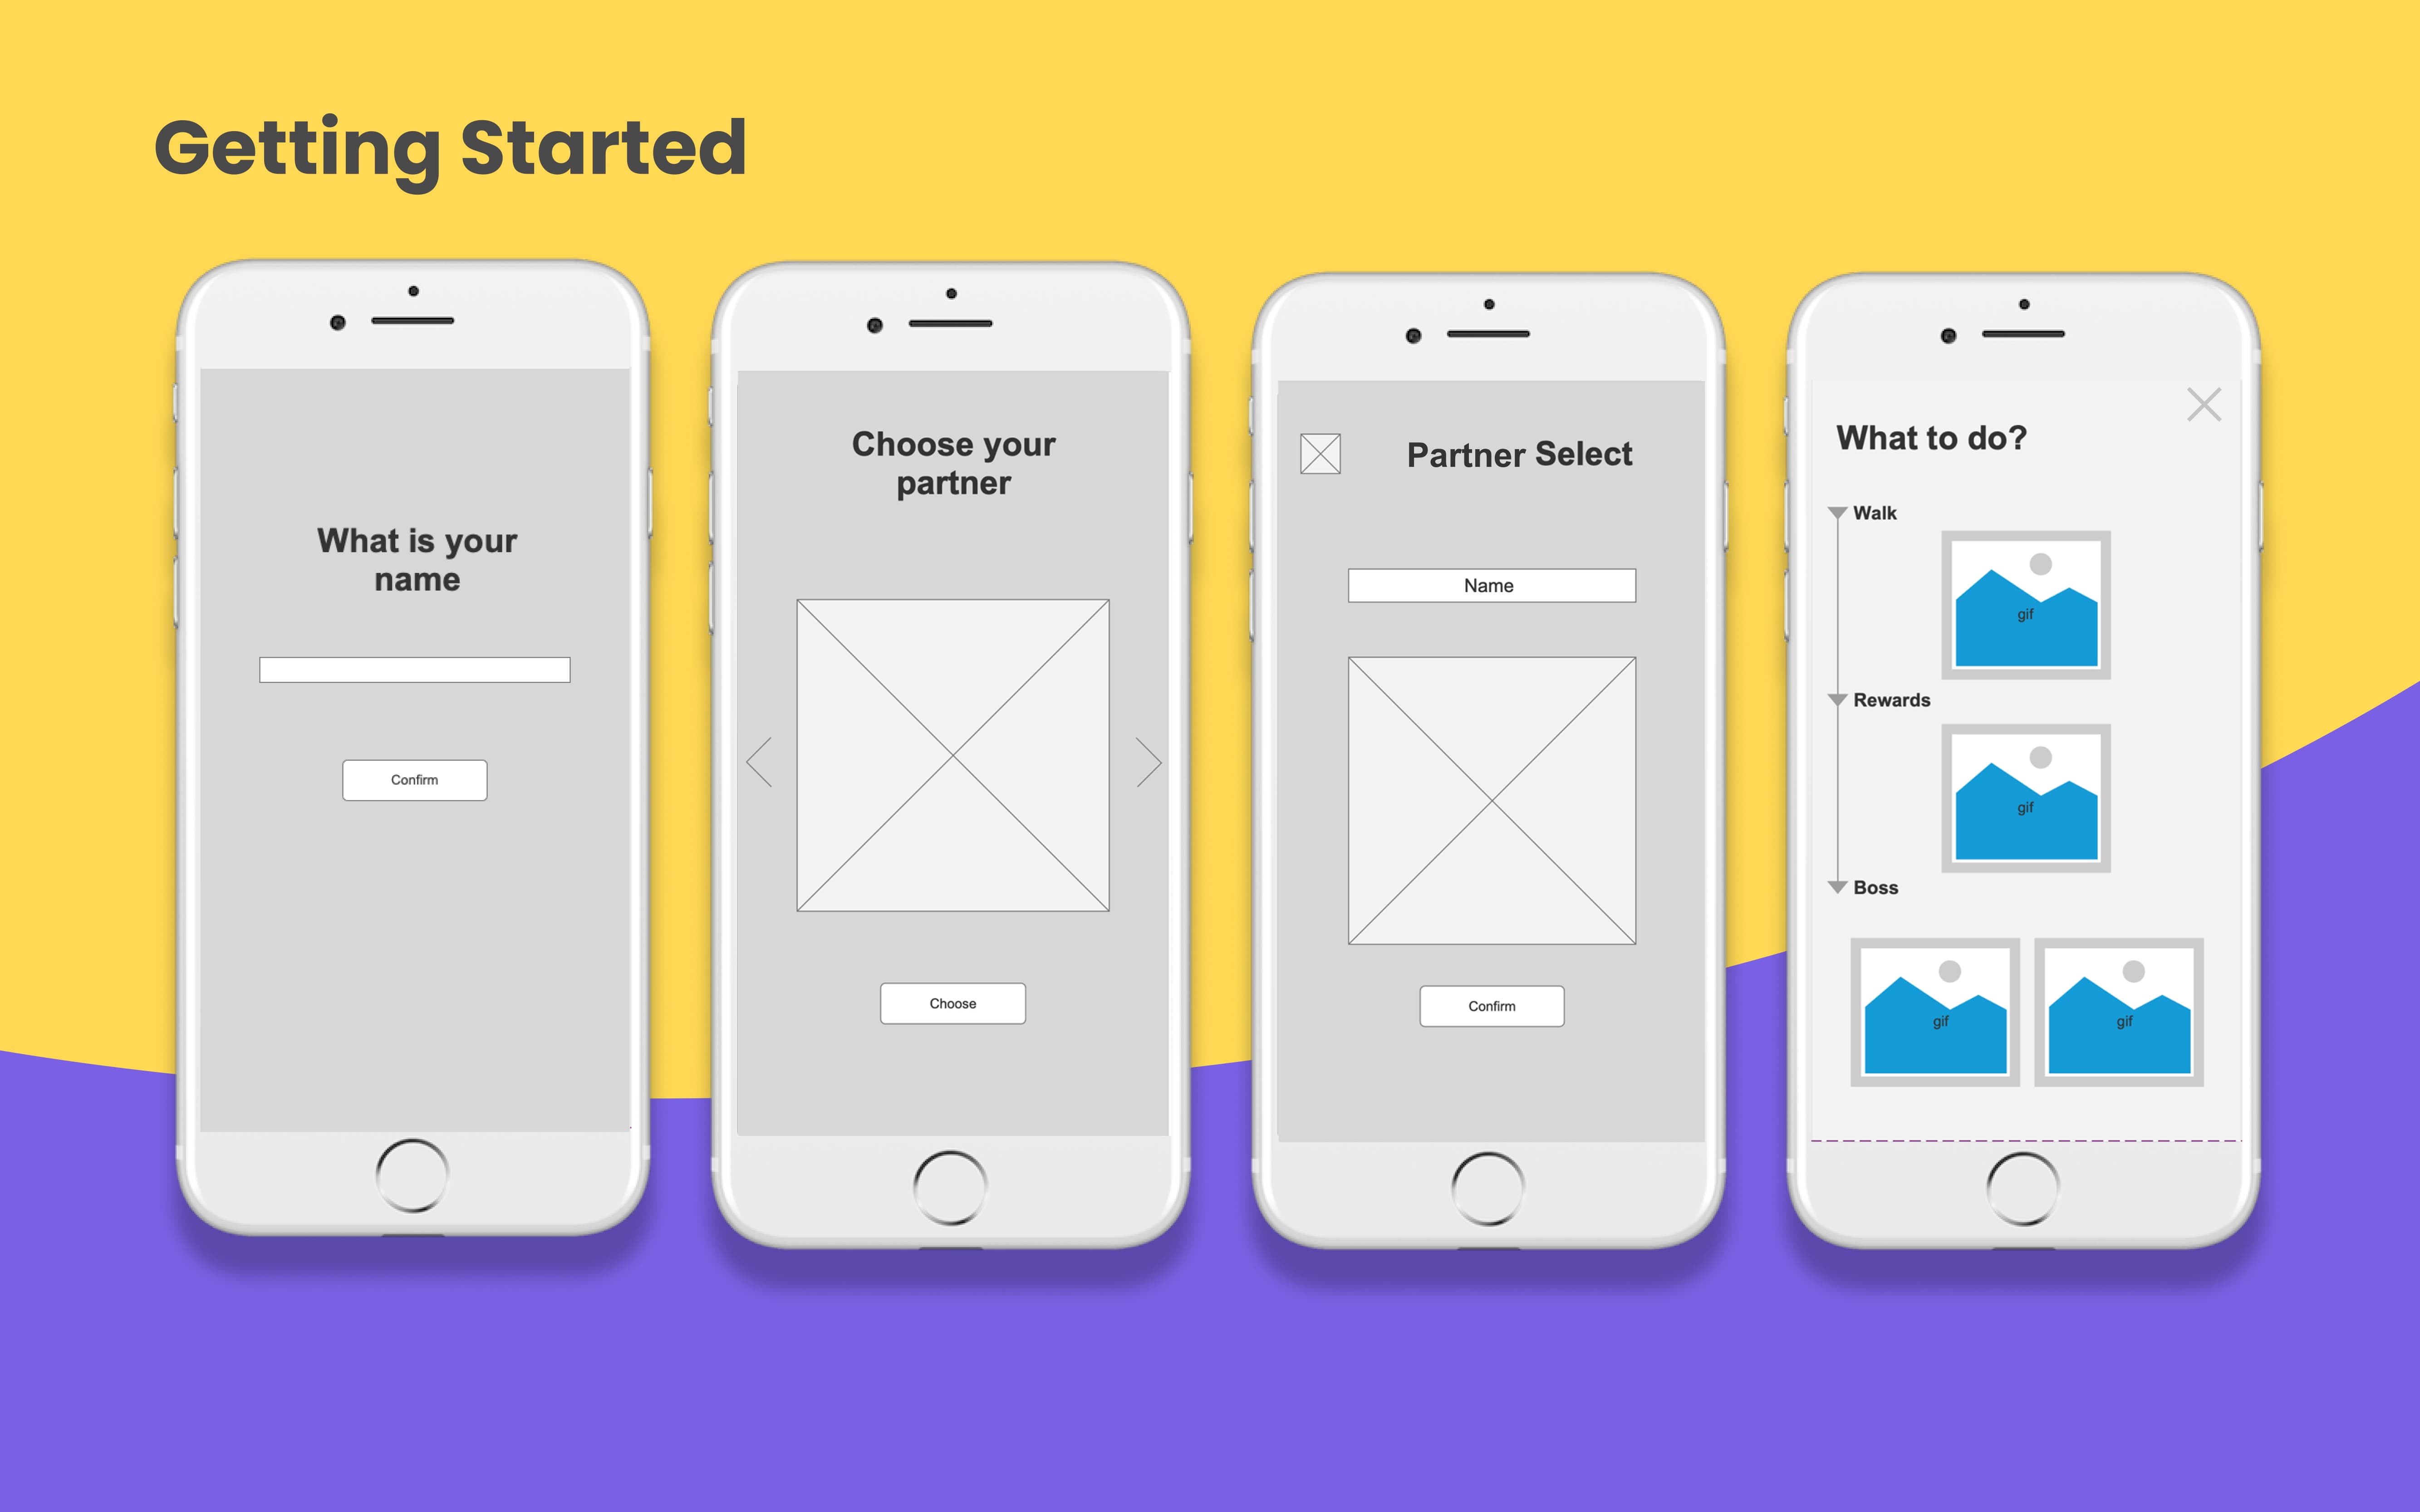 Getting Started
What is your
name
Confirm
Choose your
partner
Choose
Partner Select
Name
Confirm
What to do?
Walk
gif
Rewards
gif
Boss
gif
gif